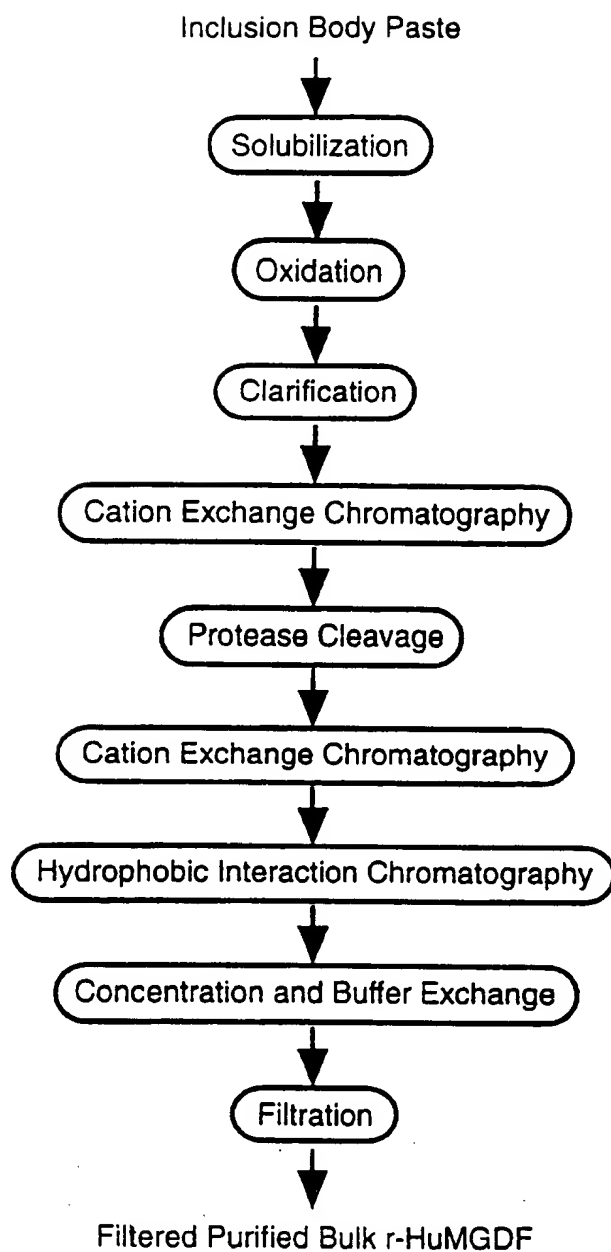 Inclusion Body Paste
Solubilization
Oxidation
Clarification
Cation Exchange Chromatography
Protease Cleavage
Cation Exchange Chromatography
Hydrophobic Interaction Chromatography
Concentration and Buffer Exchange
Filtration
Filtered Purified Bulk r-HuMGDF